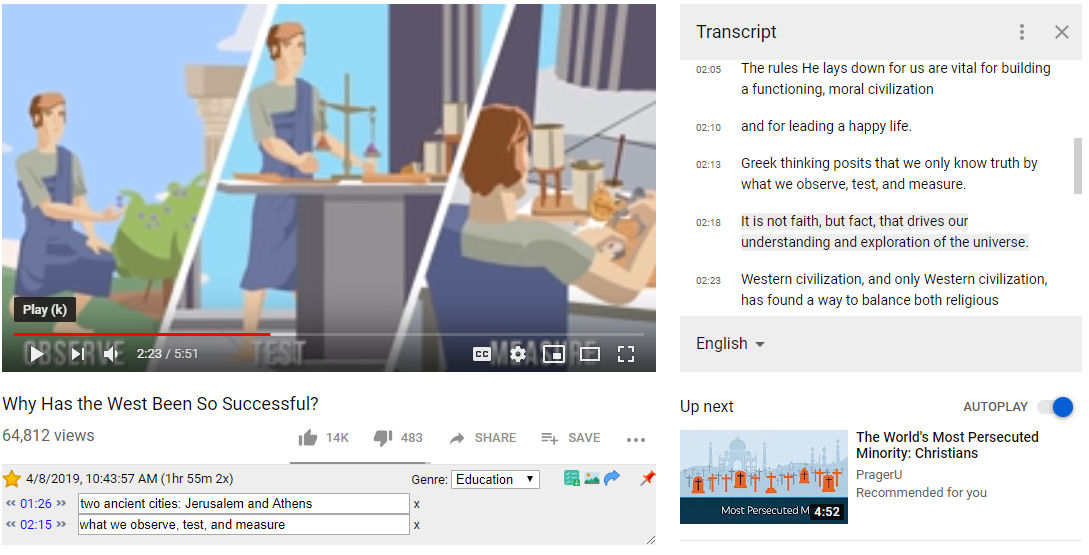 OBSERVE
TEST
MEASURE
Play (k)
2:23 / 5:51
CC
Why Has the West Been So Successful?
64,812 views
14K
483
SHARE
SAVE
4/8/2019, 10:43:57 AM (1hr 55m 2x)
Genre: Education
01:26 two ancient cities: Jerusalem and Athens x
02:15 what we observe, test, and measure x
Transcript
02:05 The rules He lays down for us are vital for building
a functioning, moral civilization
02:10 and for leading a happy life.
02:13 Greek thinking posits that we only know truth by
what we observe, test, and measure.
02:18 It is not faith, but fact, that drives our
understanding and exploration of the universe.
02:23 Western civilization, and only Western civilization,
has found a way to balance both religious
English
Up next
AUTOPLAY
Most Persecuted M
4:52
The World's Most Persecuted
Minority: Christians
PragerU
Recommended for you